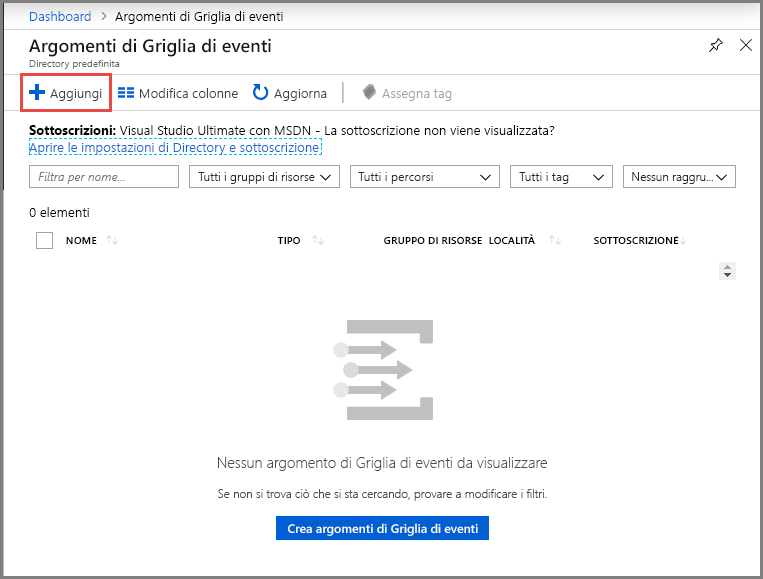 Dashboard > Argomenti di Griglia di eventi
Argomenti di Griglia di eventi
Directory predefinita
Aggiungi Modifica colonne Aggiorna Assegna tag
Sottoscrizioni: Visual Studio Ultimate con MSDN - La sottoscrizione non viene visualizzata?
Aprire le impostazioni di Directory e sottoscrizione
Filtra per nome... Tutti i gruppi di risorse Tutti i percorsi Tutti i tag Nessun raggru...
0 elementi
NOME TIPO GRUPPO DI RISORSE LOCALITÀ SOTTOSCRIZIONE
Nessun argomento di Griglia di eventi da visualizzare
Se non si trova ciò che si sta cercando, provare a modificare i filtri.
Crea argomenti di Griglia di eventi